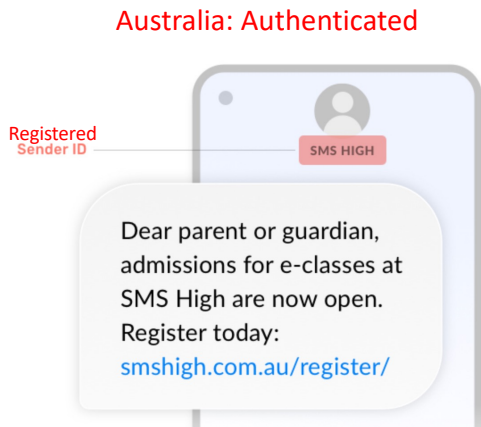 Australia: Authenticated
Registered
Sender ID
SMS HIGH
Dear parent or guardian,
admissions for e-classes at
SMS High are now open.
Register today:
smshigh.com.au/register/